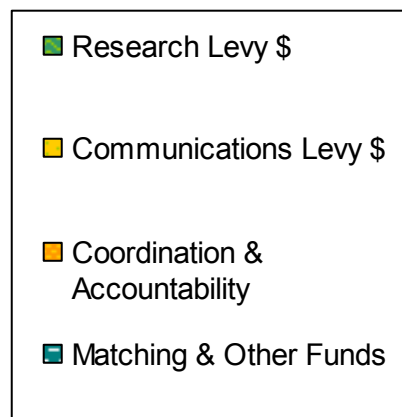 Research Levy $
Communications Levy $
Coordination &
Accountability
Matching & Other Funds